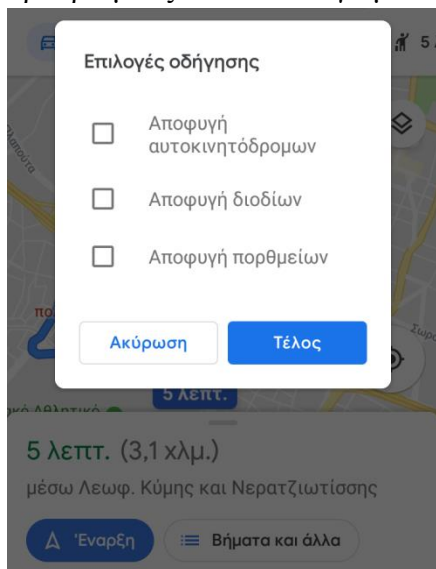 5
Επιλογές οδήγησης
Αποφυγή
αυτοκινητόδρομων
Αποφυγή διοδίων
Αποφυγή πορθμείων
Ακύρωση
Τέλος
5 λεπτ.
5 λεπτ. (3,1 χλμ.)
μέσω Λεωφ. Κύμης και Νερατζιωτίσσης
Έναρξη
Βήματα και άλλα